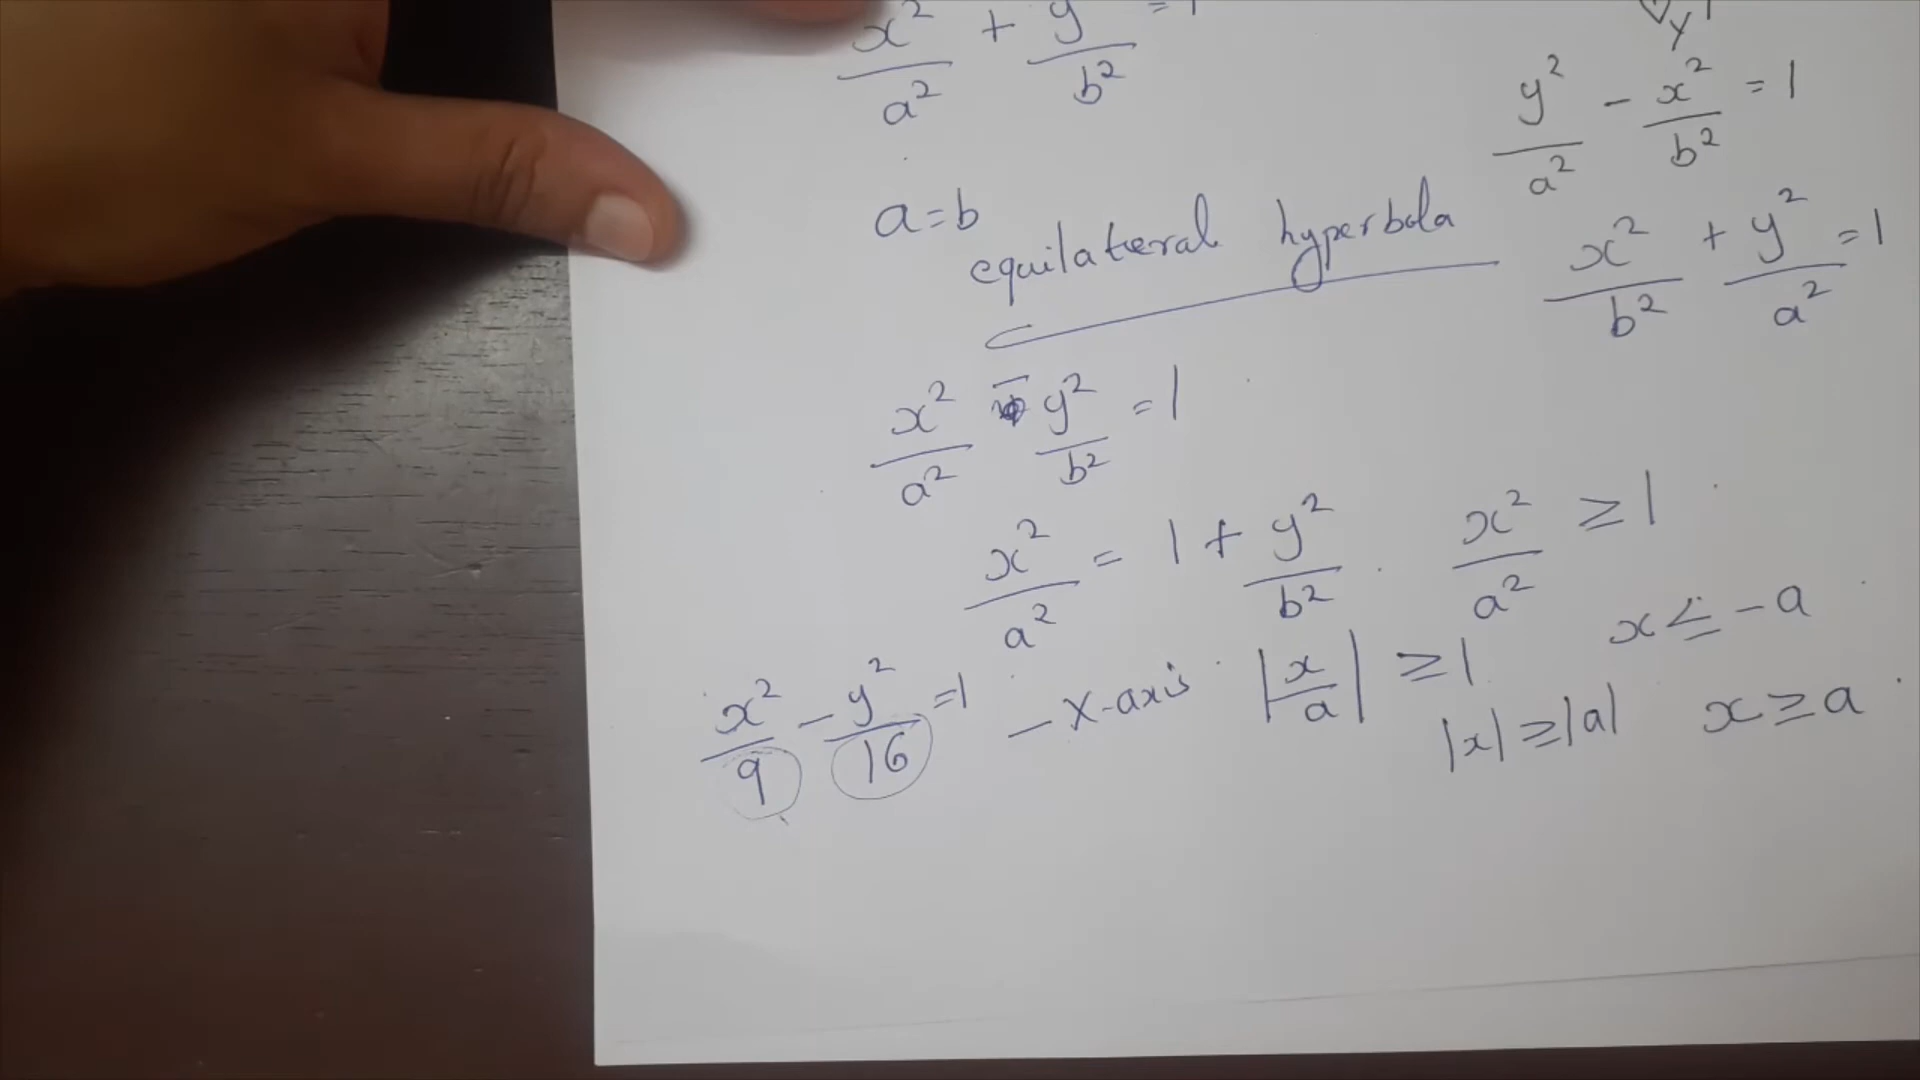 x²/a² + y/b² = 1
y
y²/a² - x²/b² = 1
a=b
equilateral hyperbola
x²/b² + y²/a² = 1
x²/a² - y²/b² = 1
x²/a² = 1 + y²/b² . x²/a² ≥ 1
x ≤ -a
x²/9 - y²/16 = 1 - X-axis |x/a| ≥ 1
|x| ≥ |a| x ≥ a